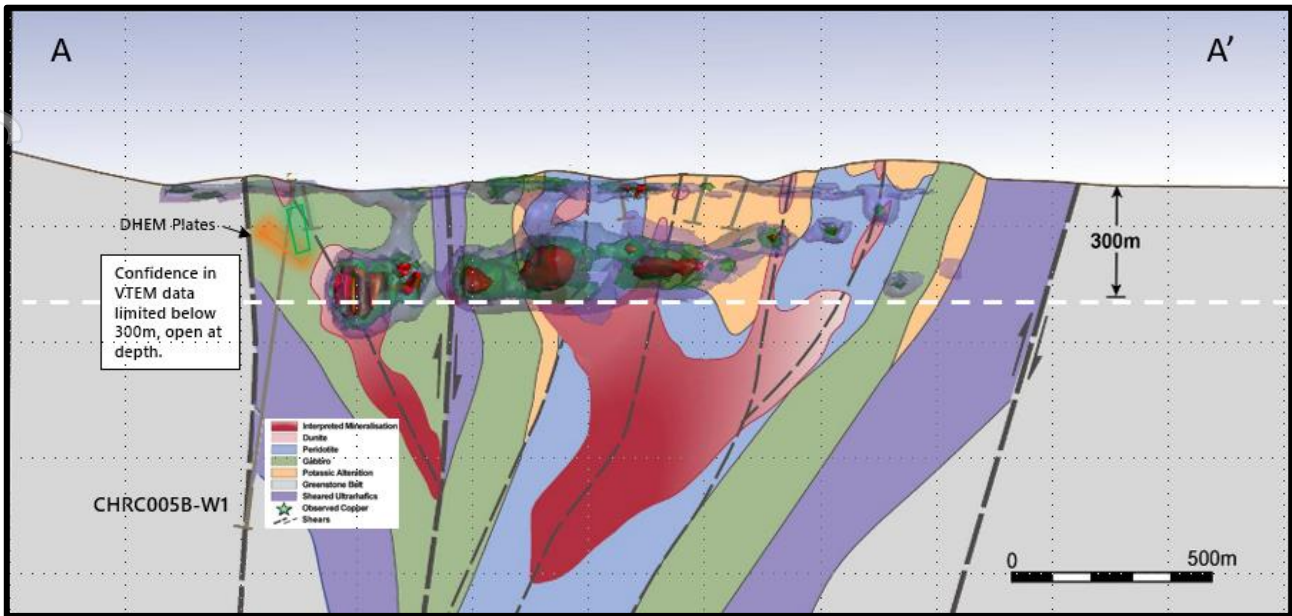 A
A'
DHEM Plates
Confidence in
VTEM data
limited below
300m, open at
depth.
300m
Interpreted Mineralisation
Dunite
Peridotite
Gabbro
Potassic Alteration
Greenstone Belt
Sheared Ultramafics
Observed Copper
Shears
CHRC005B-W1
0
500m